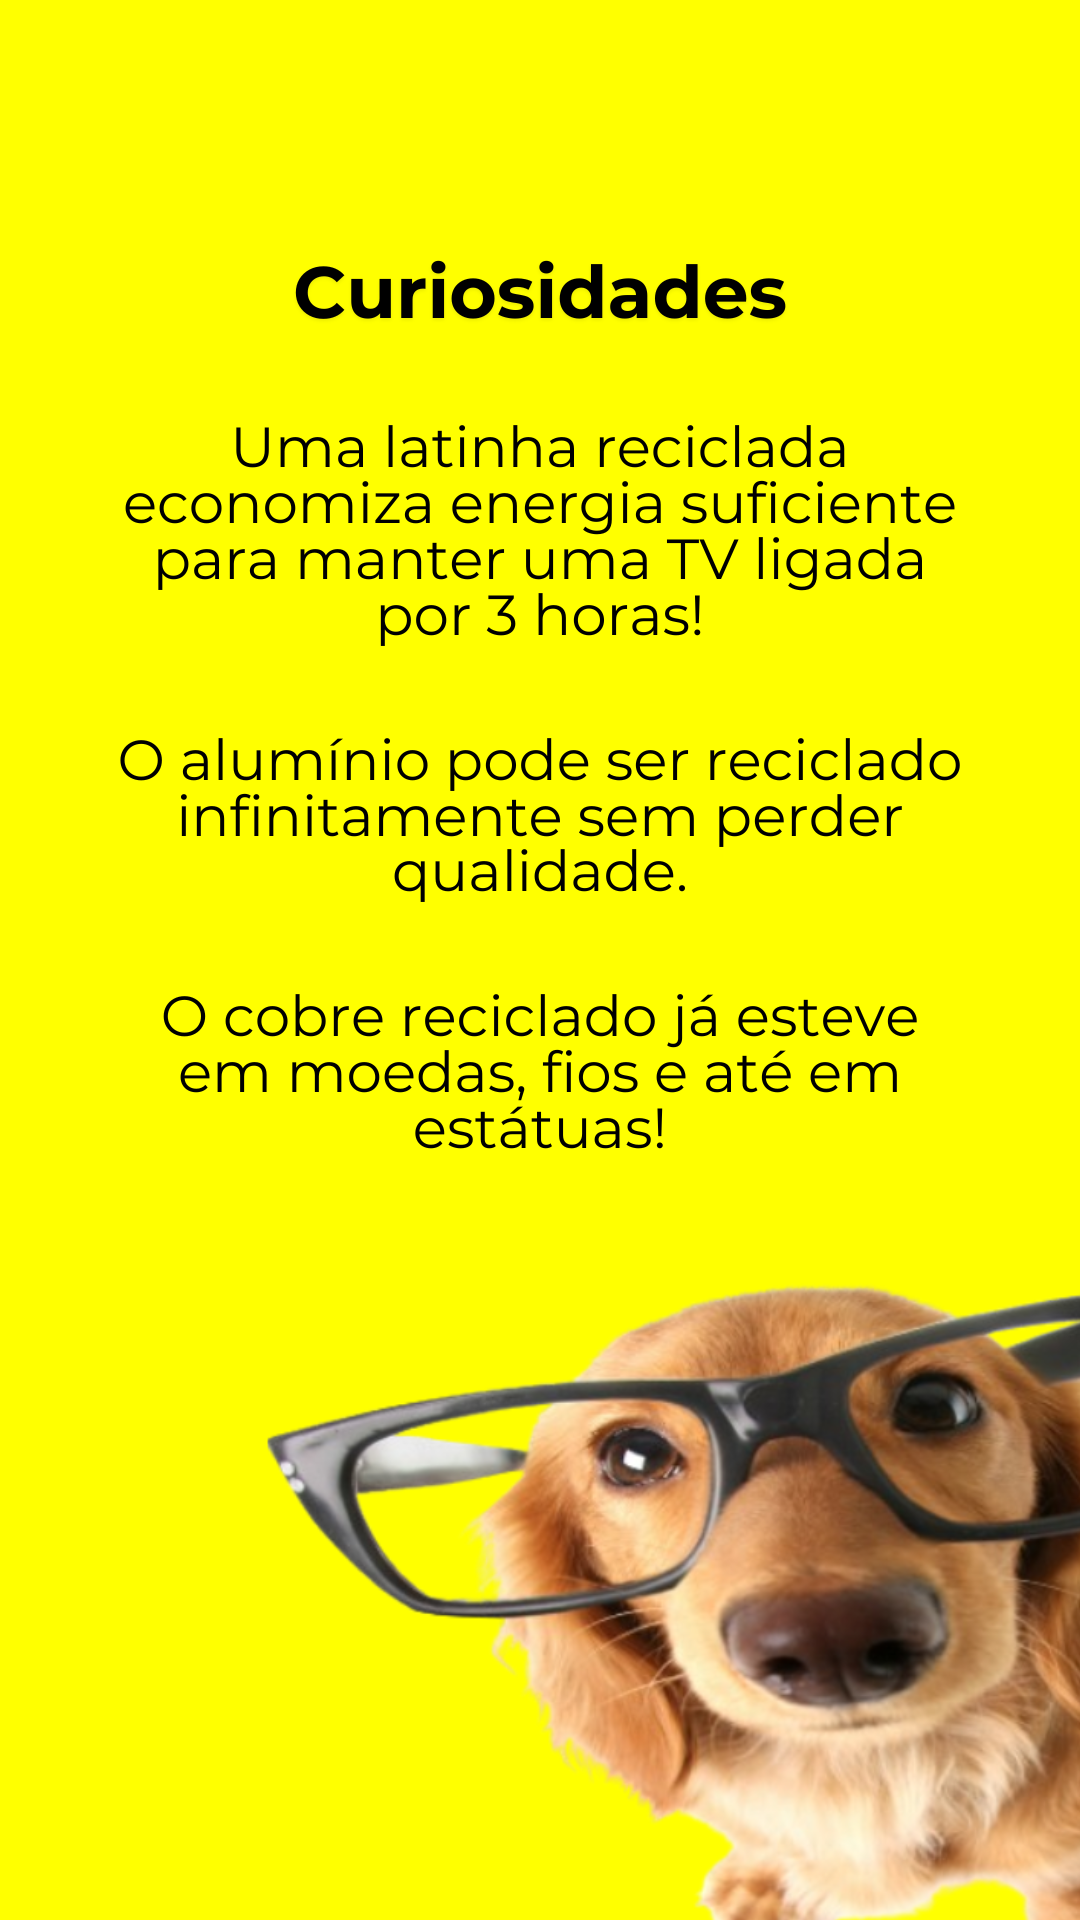 Curiosidades
Uma latinha reciclada
economiza energia suficiente
para manter uma TV ligada
por 3 horas!
O alumínio pode ser reciclado
infinitamente sem perder
qualidade.
O cobre reciclado já esteve
em moedas, fios e até em
estátuas!